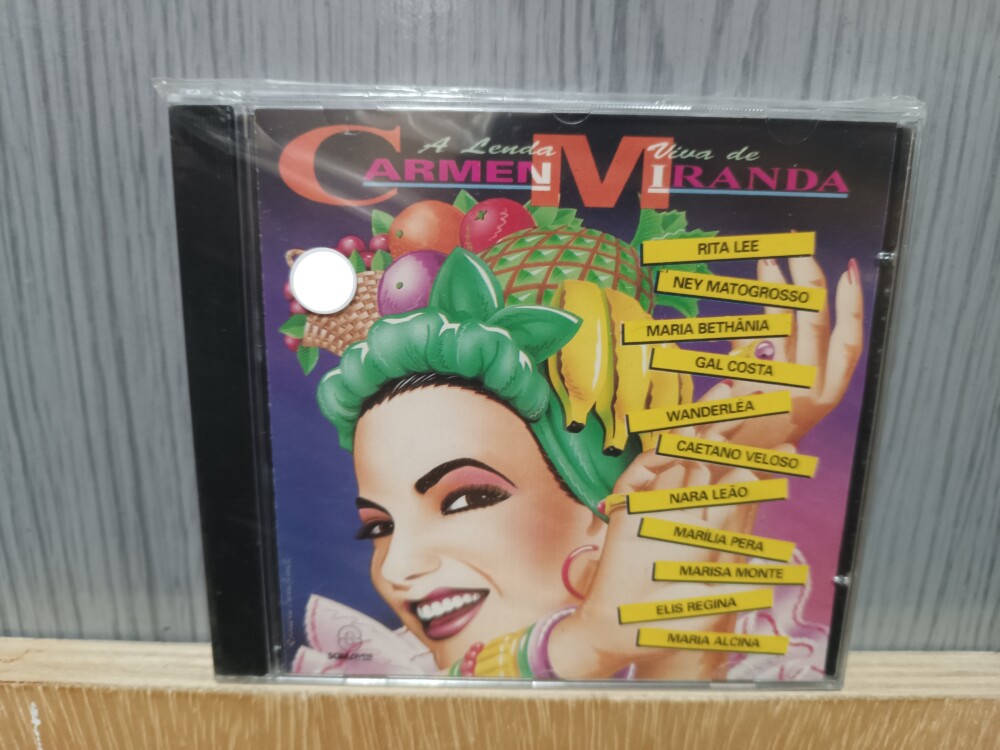 A Lenda Viva de
CARMEN MIRANDA
RITA LEE
NEY MATOGROSSO
MARIA BETHÂNIA
GAL COSTA
WANDERLÉA
CAETANO VELOSO
NARA LEÃO
MARÍLIA PERA
MARISA MONTE
ELIS REGINA
MARIA ALCINA